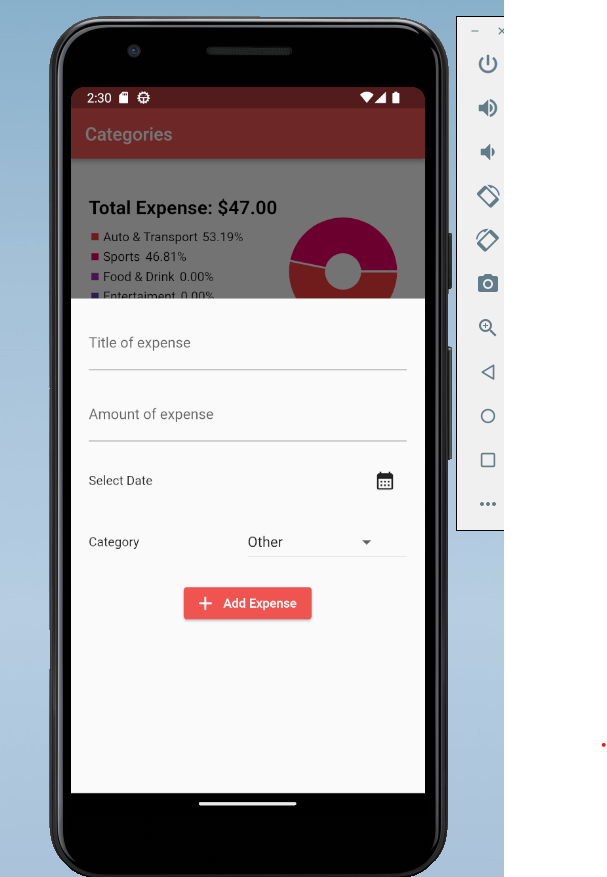 2:30
Categories
Total Expense: $47.00
Auto & Transport 53.19%
Sports 46.81%
Food & Drink 0.00%
Entertaiment 0.00%
Title of expense
Amount of expense
Select Date
Category Other
Add Expense